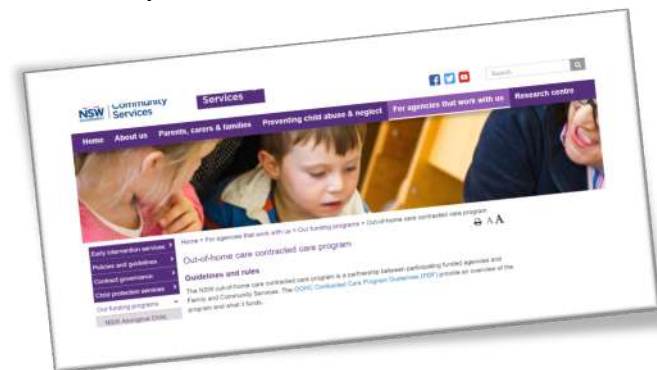 NSW Community Services
Services
Search
Home About us Parents, carers & families Preventing child abuse & neglect For agencies that work with us Research centre
Early intervention services
Policies and guidelines
Contract governance
Child protection services
Our funding programs
NSW Aboriginal Child,
Home > For agencies that work with us > Our funding programs > Out-of-home care contracted care program
A A
Out-of-home care contracted care program
Guidelines and rules
The NSW out-of-home care contracted care program is a partnership between participating funded agencies and
Family and Community Services. The OOHC Contracted Care Program Guidelines (PDF) provide an overview of the
program and what it funds.